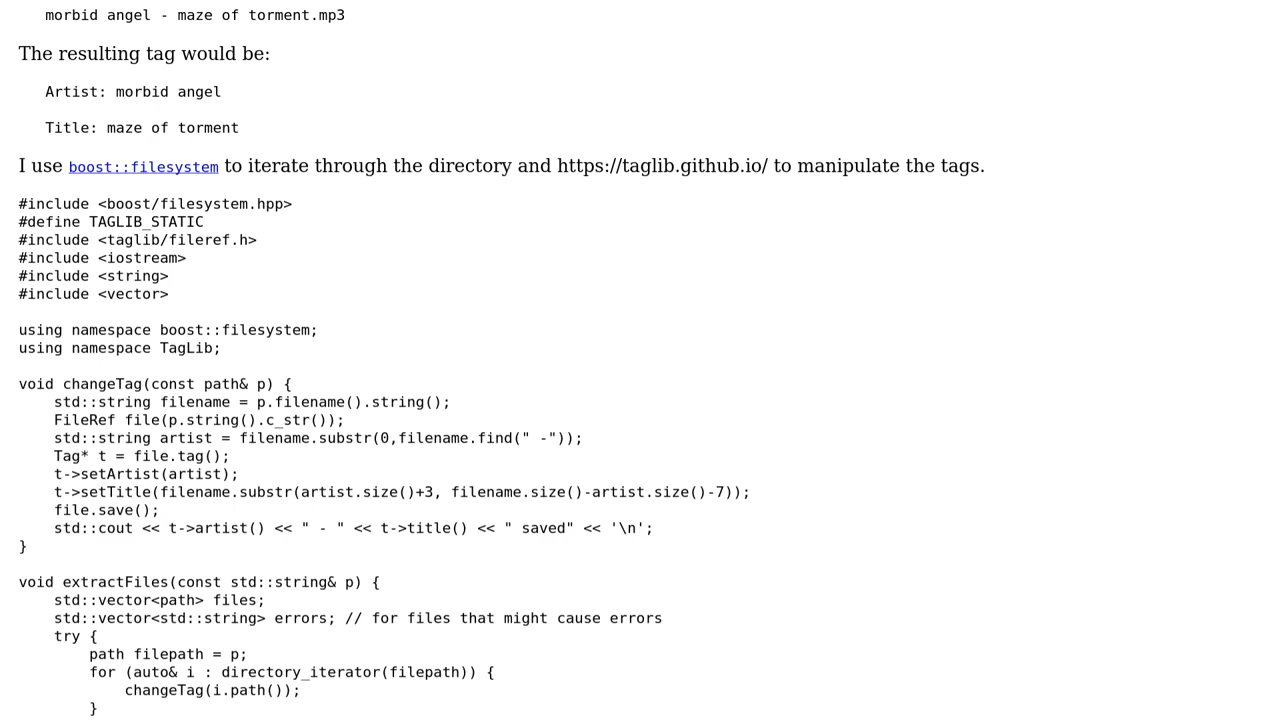 morbid angel - maze of torment.mp3
The resulting tag would be:
Artist: morbid angel
Title: maze of torment
I use boost::filesystem to iterate through the directory and https://taglib.github.io/ to manipulate the tags.
#include <boost/filesystem.hpp>
#define TAGLIB_STATIC
#include <taglib/fileref.h>
#include <iostream>
#include <string>
#include <vector>
using namespace boost::filesystem;
using namespace TagLib;
void changeTag(const path& p) {
    std::string filename = p.filename().string();
    FileRef file(p.string().c_str());
    std::string artist = filename.substr(0,filename.find(" -"));
    Tag* t = file.tag();
    t->setArtist(artist);
    t->setTitle(filename.substr(artist.size()+3, filename.size()-artist.size()-7));
    file.save();
    std::cout << t->artist() << " - " << t->title() << " saved" << '\n';
}
void extractFiles(const std::string& p) {
    std::vector<path> files;
    std::vector<std::string> errors; // for files that might cause errors
    try {
        path filepath = p;
        for (auto& i : directory_iterator(filepath)) {
            changeTag(i.path());
        }